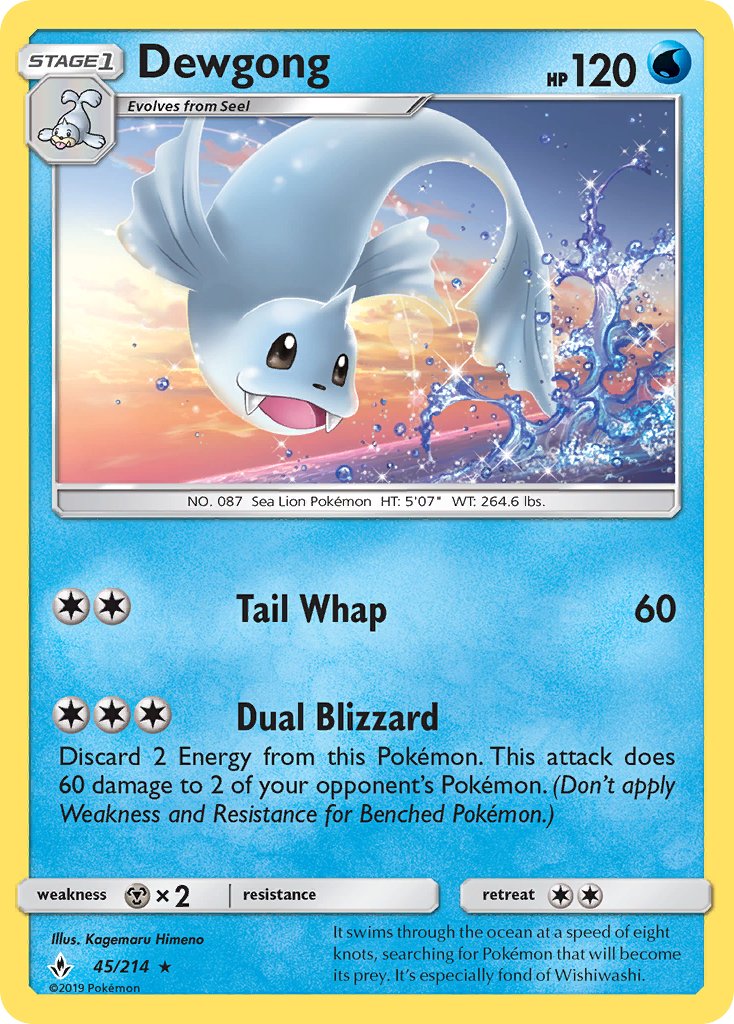 STAGE1
Dewgong
HP 120
Evolves from Seel
NO. 087 Sea Lion Pokémon HT: 5'07" WT: 264.6 lbs.
Tail Whap 60
Dual Blizzard
Discard 2 Energy from this Pokémon. This attack does
60 damage to 2 of your opponent's Pokémon. (Don't apply
Weakness and Resistance for Benched Pokémon.)
weakness × 2 resistance retreat
Illus. Kagemaru Himeno
45/214 ★
©2019 Pokémon
It swims through the ocean at a speed of eight
knots, searching for Pokémon that will become
its prey. It's especially fond of Wishiwashi.